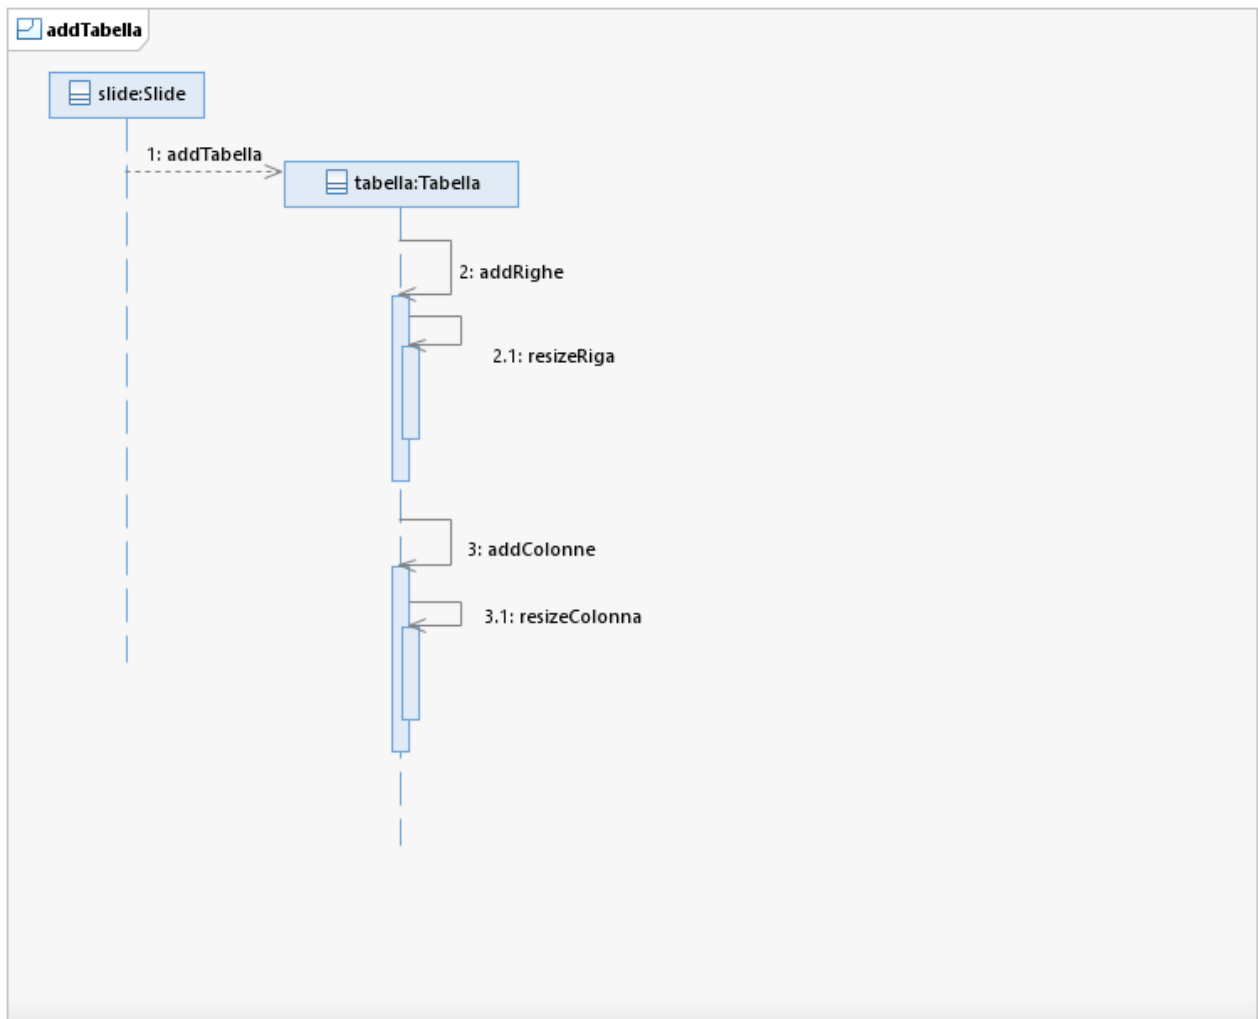 addTabella
slide:Slide
1: addTabella
tabella:Tabella
2: addRighe
2.1: resizeRiga
3: addColonne
3.1: resizeColonna